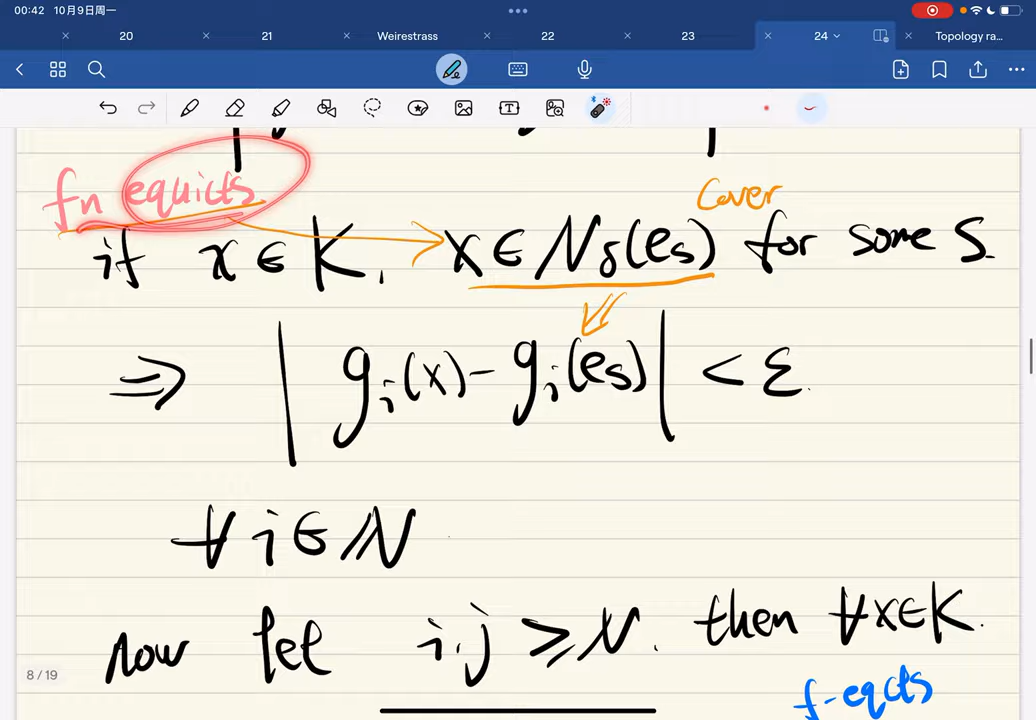 00:42 10月9日周一
20 21 Weirestrass 22 23 24 Topology ra...
fn equicts
Cover
if x ∈ K, x ∈ Nδ(es) for some S.
⇒ | gi(x) - gi(es) | < ε.
∀ i ∈ N
now let i,j ≥ N. then ∀x∈K.
8 / 19
f-eqcts